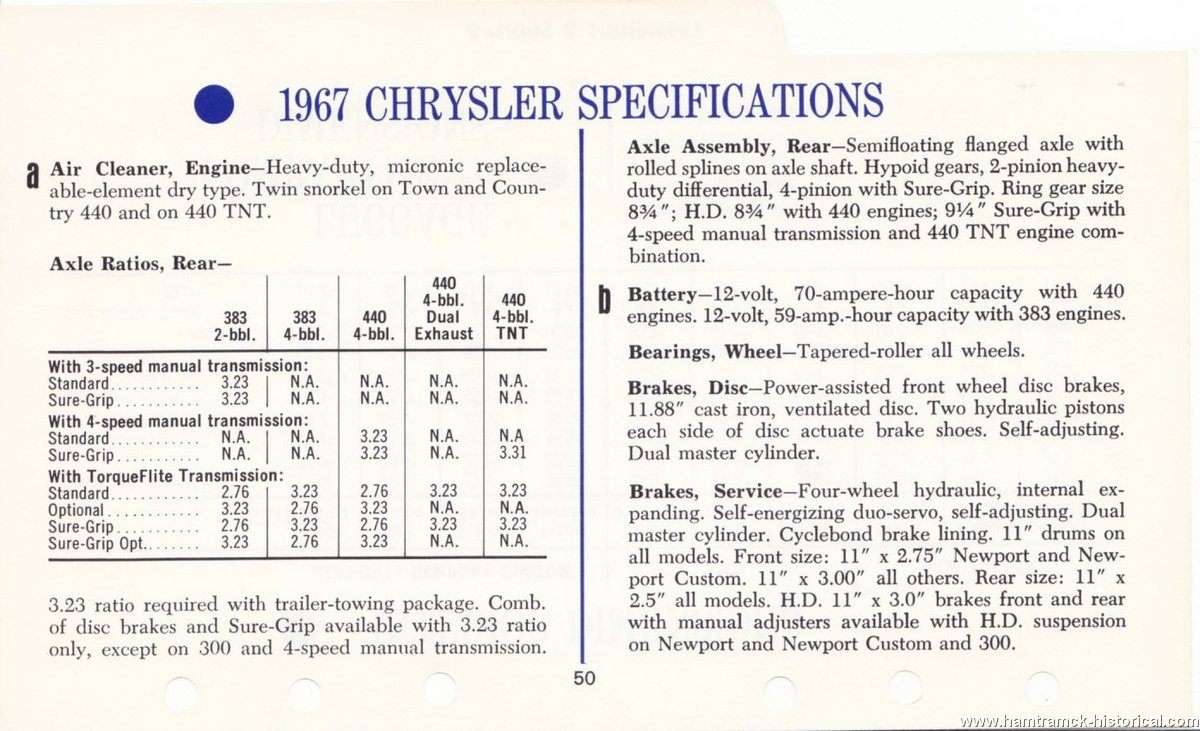 1967 CHRYSLER SPECIFICATIONS
a
Air Cleaner, Engine—Heavy-duty, micronic replace-
able-element dry type. Twin snorkel on Town and Coun-
try 440 and on 440 TNT.
Axle Ratios, Rear—
383 2-bbl. 383 4-bbl. 440 4-bbl. 440 4-bbl. Dual Exhaust 440 4-bbl. TNT
With 3-speed manual transmission:
Standard............ 3.23 N.A. N.A. N.A. N.A.
Sure-Grip........... 3.23 N.A. N.A. N.A. N.A.
With 4-speed manual transmission:
Standard............ N.A. N.A. 3.23 N.A. N.A
Sure-Grip........... N.A. N.A. 3.23 N.A. 3.31
With TorqueFlite Transmission:
Standard............ 2.76 3.23 2.76 3.23 3.23
Optional............ 3.23 2.76 3.23 N.A. N.A.
Sure-Grip........... 2.76 3.23 2.76 3.23 3.23
Sure-Grip Opt........ 3.23 2.76 3.23 N.A. N.A.
3.23 ratio required with trailer-towing package. Comb.
of disc brakes and Sure-Grip available with 3.23 ratio
only, except on 300 and 4-speed manual transmission.
Axle Assembly, Rear—Semifloating flanged axle with
rolled splines on axle shaft. Hypoid gears, 2-pinion heavy-
duty differential, 4-pinion with Sure-Grip. Ring gear size
8¾"; H.D. 8¾" with 440 engines; 9¼" Sure-Grip with
4-speed manual transmission and 440 TNT engine com-
bination.
b
Battery—12-volt, 70-ampere-hour capacity with 440
engines. 12-volt, 59-amp.-hour capacity with 383 engines.
Bearings, Wheel—Tapered-roller all wheels.
Brakes, Disc—Power-assisted front wheel disc brakes,
11.88" cast iron, ventilated disc. Two hydraulic pistons
each side of disc actuate brake shoes. Self-adjusting.
Dual master cylinder.
Brakes, Service—Four-wheel hydraulic, internal ex-
panding. Self-energizing duo-servo, self-adjusting. Dual
master cylinder. Cyclebond brake lining. 11" drums on
all models. Front size: 11" x 2.75" Newport and New-
port Custom. 11" x 3.00" all others. Rear size: 11" x
2.5" all models. H.D. 11" x 3.0" brakes front and rear
with manual adjusters available with H.D. suspension
on Newport and Newport Custom and 300.
50
www.hamtramck-historical.com